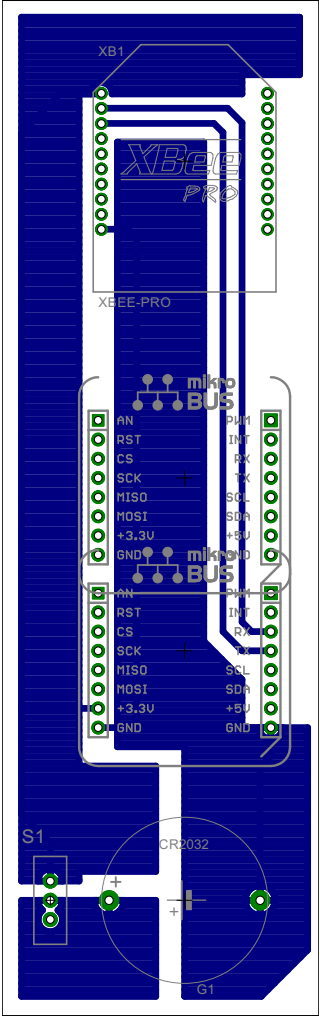 XB1
XBee
PRO
XBEE-PRO
mikro
BUS
AN PWM
RST INT
CS RX
SCK TX
MISO SCL
MOSI SDA
+3.3V +5V
GND GND
mikro
BUS
AN PWM
RST INT
CS RX
SCK TX
MISO SCL
MOSI SDA
+3.3V +5V
GND GND
S1
CR2032
+
+
G1